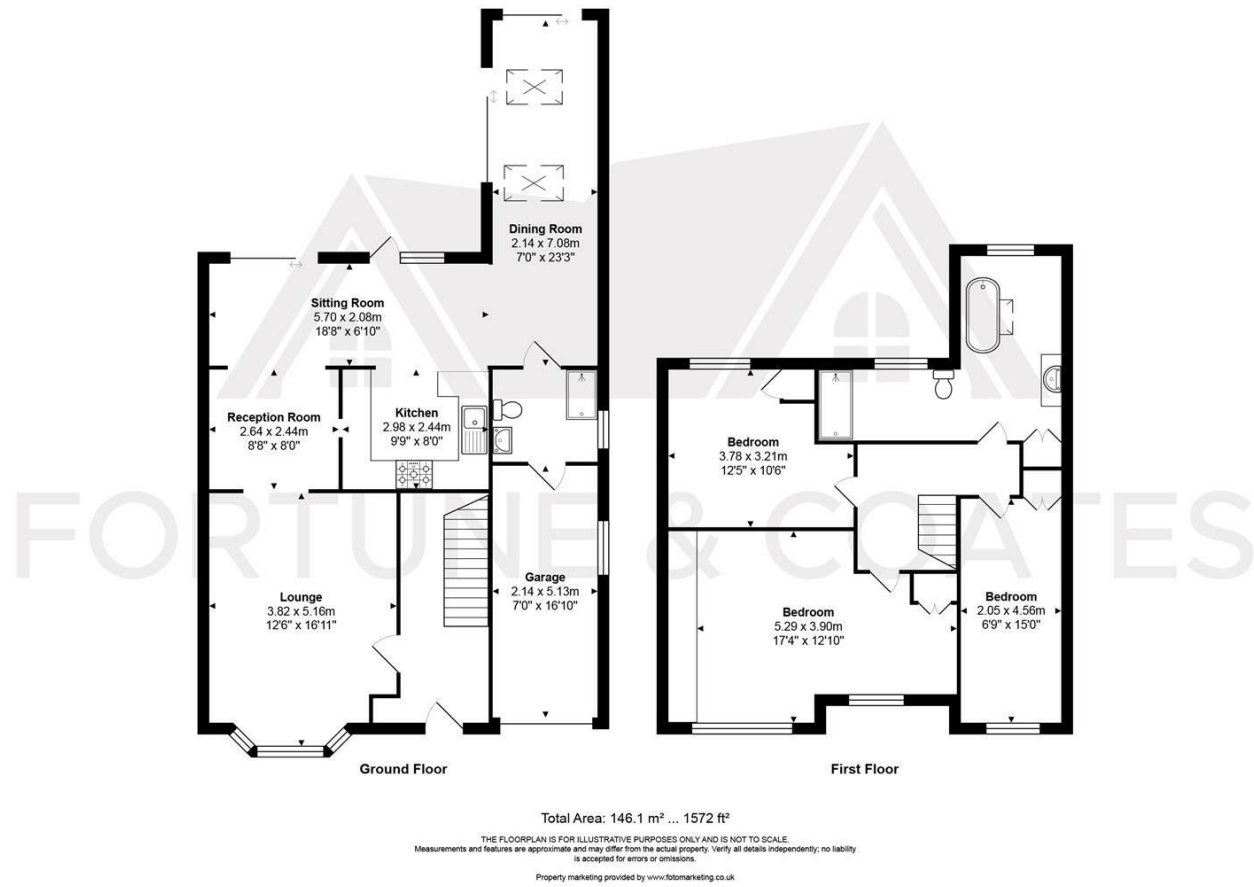 Dining Room
2.14 x 7.08m
7'0" x 23'3"
Sitting Room
5.70 x 2.08m
18'8" x 6'10"
Reception Room
2.64 x 2.44m
8'8" x 8'0"
Kitchen
2.98 x 2.44m
9'9" x 8'0"
Lounge
3.82 x 5.16m
12'6" x 16'11"
Garage
2.14 x 5.13m
7'0" x 16'10"
Ground Floor
Bedroom
3.78 x 3.21m
12'5" x 10'6"
Bedroom
5.29 x 3.90m
17'4" x 12'10"
Bedroom
2.05 x 4.56m
6'9" x 15'0"
First Floor
FORTUNE & COATES
Total Area: 146.1 m² ... 1572 ft²
THE FLOORPLAN IS FOR ILLUSTRATIVE PURPOSES ONLY AND IS NOT TO SCALE.
Measurements and features are approximate and may differ from the actual property. Verify all details independently; no liability
is accepted for errors or omissions.
Property marketing provided by www.fotomarketing.co.uk